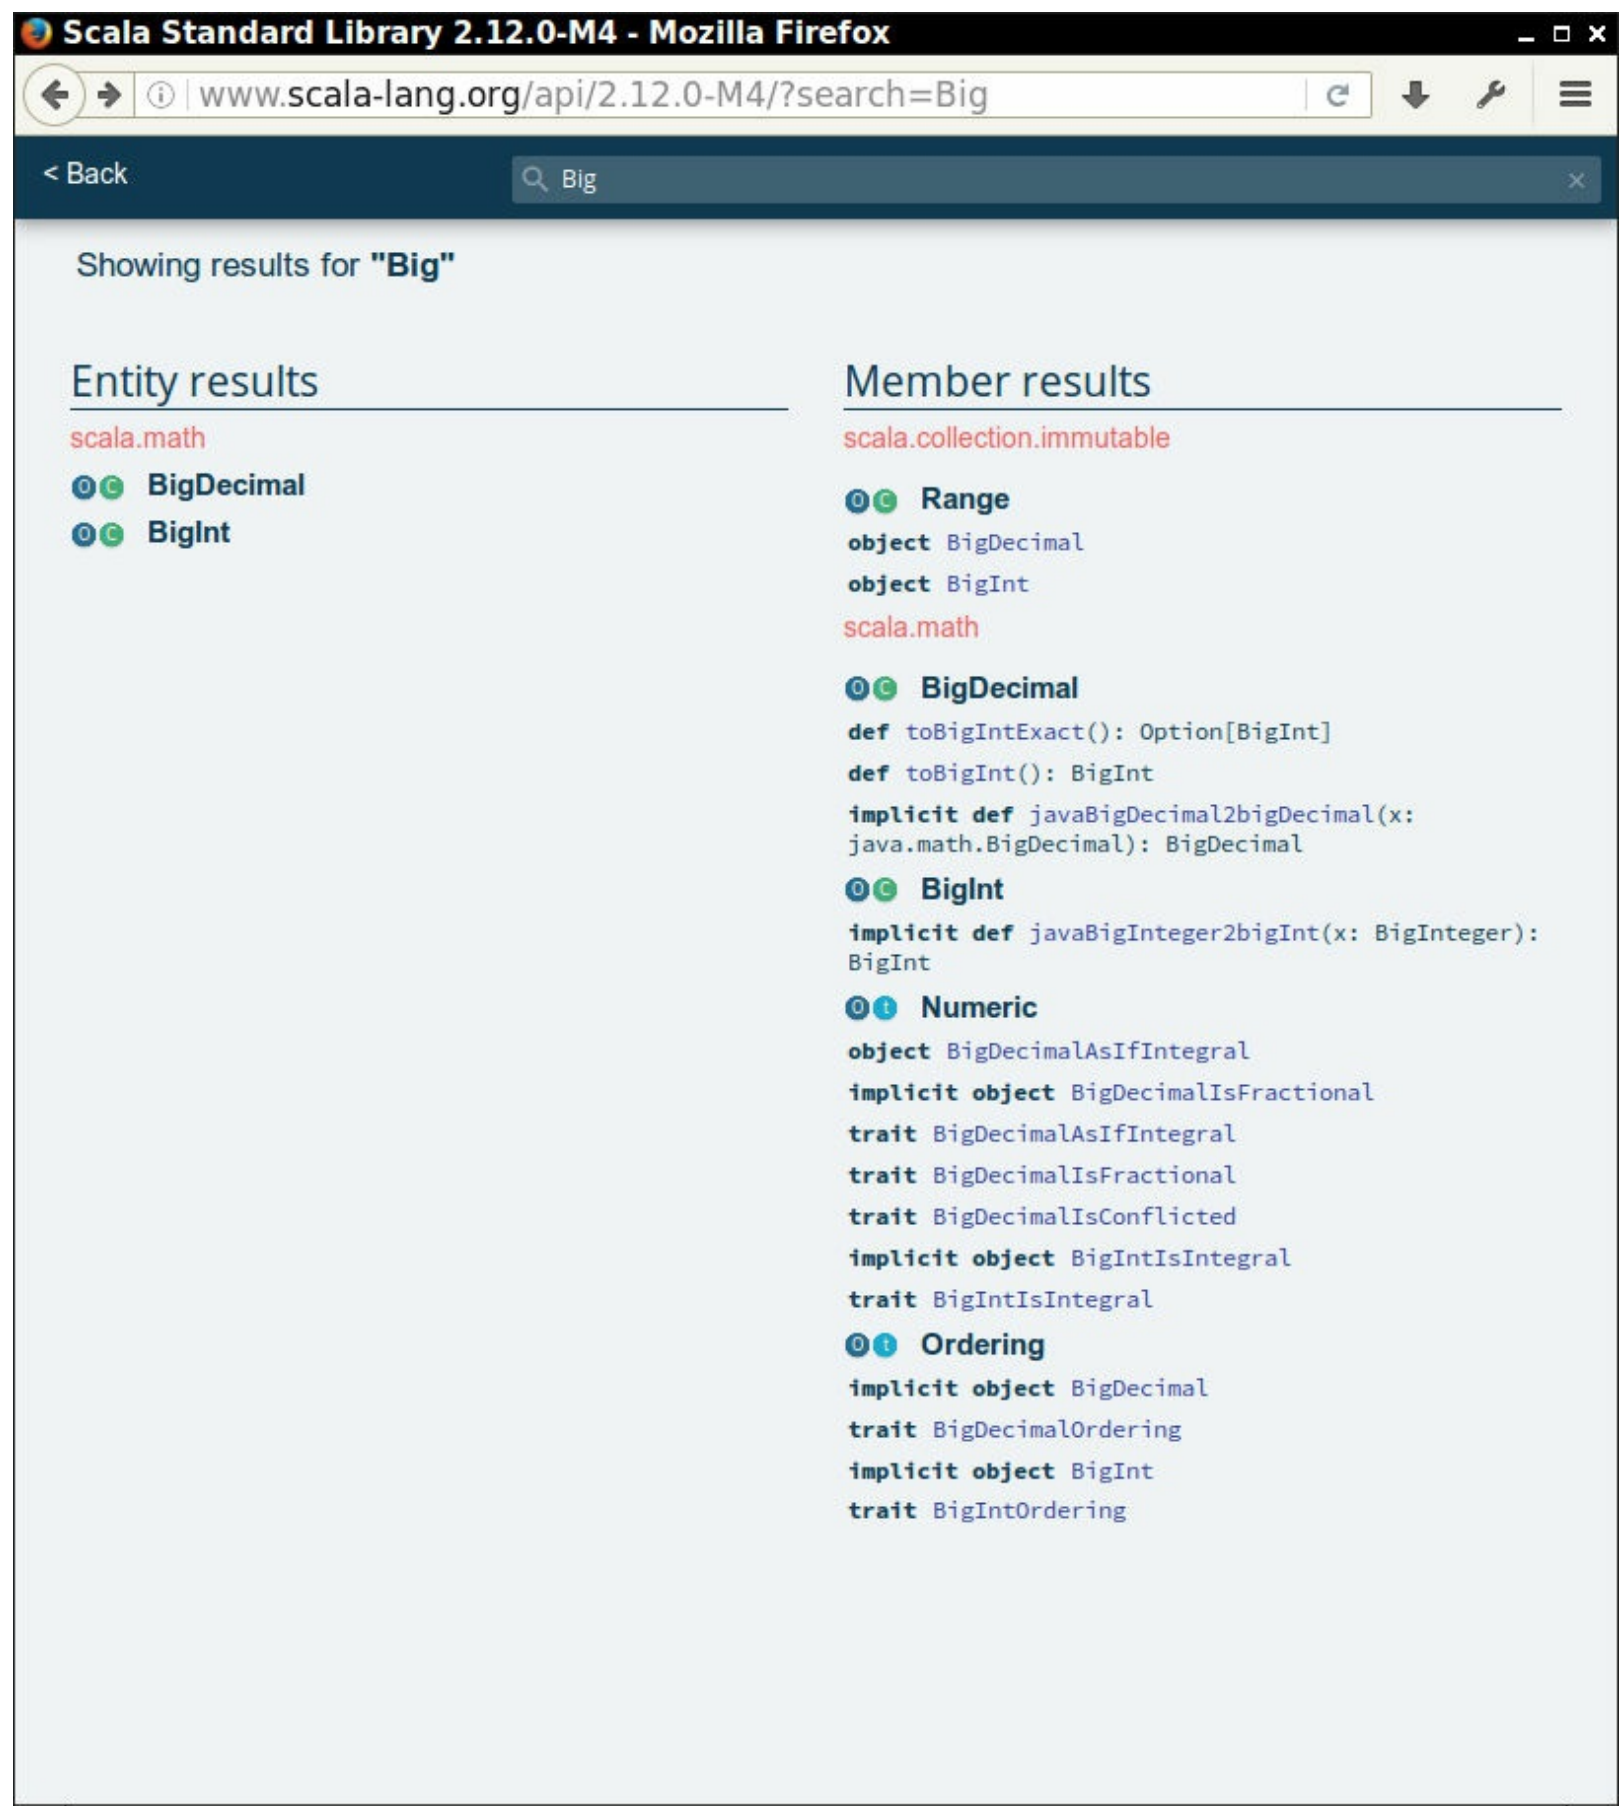 Scala Standard Library 2.12.0-M4 - Mozilla Firefox
www.scala-lang.org/api/2.12.0-M4/?search=Big
< Back
Big
Showing results for "Big"
Entity results
scala.math
O C BigDecimal
O C BigInt
Member results
scala.collection.immutable
O C Range
object BigDecimal
object BigInt
scala.math
O C BigDecimal
def toBigIntExact(): Option[BigInt]
def toBigInt(): BigInt
implicit def javaBigDecimal2bigDecimal(x:
java.math.BigDecimal): BigDecimal
O C BigInt
implicit def javaBigInteger2bigInt(x: BigInteger):
BigInt
O t Numeric
object BigDecimalAsIfIntegral
implicit object BigDecimalIsFractional
trait BigDecimalAsIfIntegral
trait BigDecimalIsFractional
trait BigDecimalIsConflicted
implicit object BigIntIsIntegral
trait BigIntIsIntegral
O t Ordering
implicit object BigDecimal
trait BigDecimalOrdering
implicit object BigInt
trait BigIntOrdering